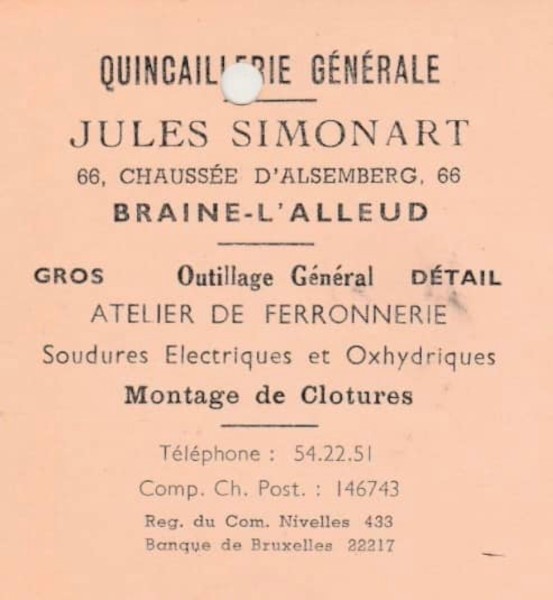 QUINCAILLERIE GÉNÉRALE
JULES SIMONART
66, CHAUSSÉE D'ALSEMBERG, 66
BRAINE-L'ALLEUD
GROS Outillage Général DÉTAIL
ATELIER DE FERRONNERIE
Soudures Electriques et Oxhydriques
Montage de Clotures
Téléphone : 54.22.51
Comp. Ch. Post. : 146743
Reg. du Com. Nivelles 433
Banque de Bruxelles 22217